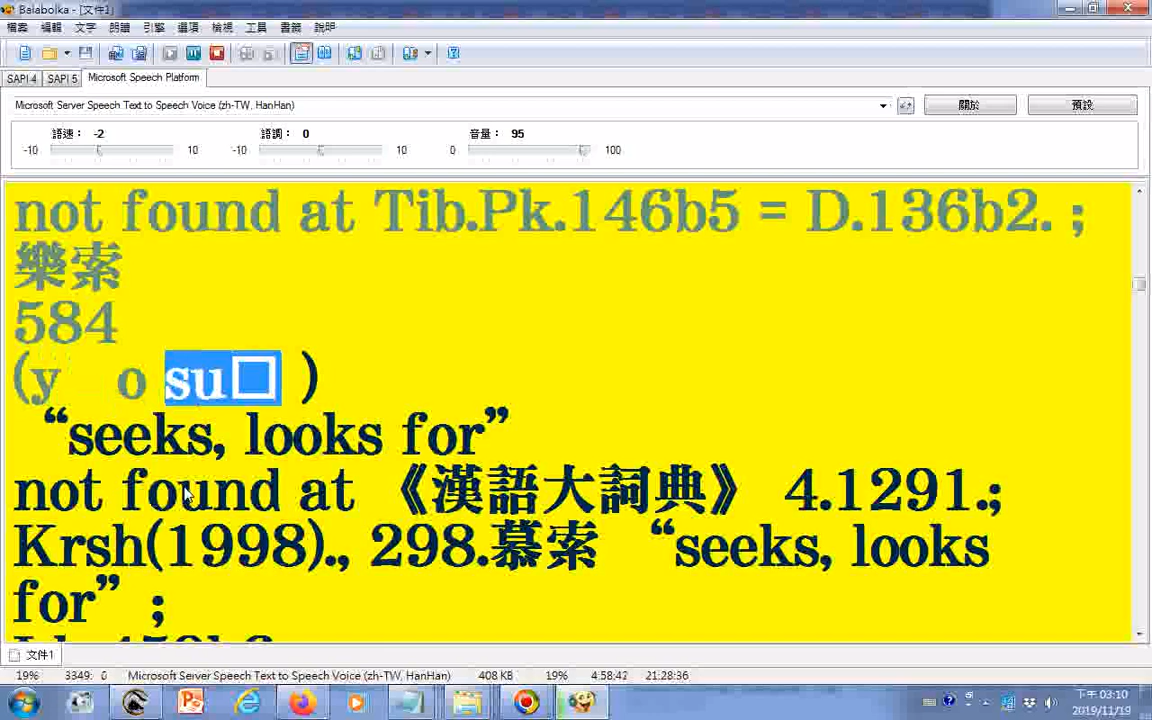 Balabolka - [文件1]
檔案 編輯 文字 朗讀 引擎 選項 檢視 工具 書籤 說明
SAPI 4 SAPI 5 Microsoft Speech Platform
Microsoft Server Speech Text to Speech Voice (zh-TW, HanHan) 關於 預設
語速： -2 語調： 0 音量： 95
-10 10 -10 10 0 100
not found at Tib.Pk.146b5 = D.136b2. ;
樂索
584
(y o su□ )
“seeks, looks for”
not found at 《漢語大詞典》 4.1291.;
Krsh(1998)., 298.慕索 “seeks, looks
for” ;
文件1
19% 3349: 0 Microsoft Server Speech Text to Speech Voice (zh-TW, HanHan) 408 KB 19% 4:58:42 21:28:36
下午 03:10
2019/11/19